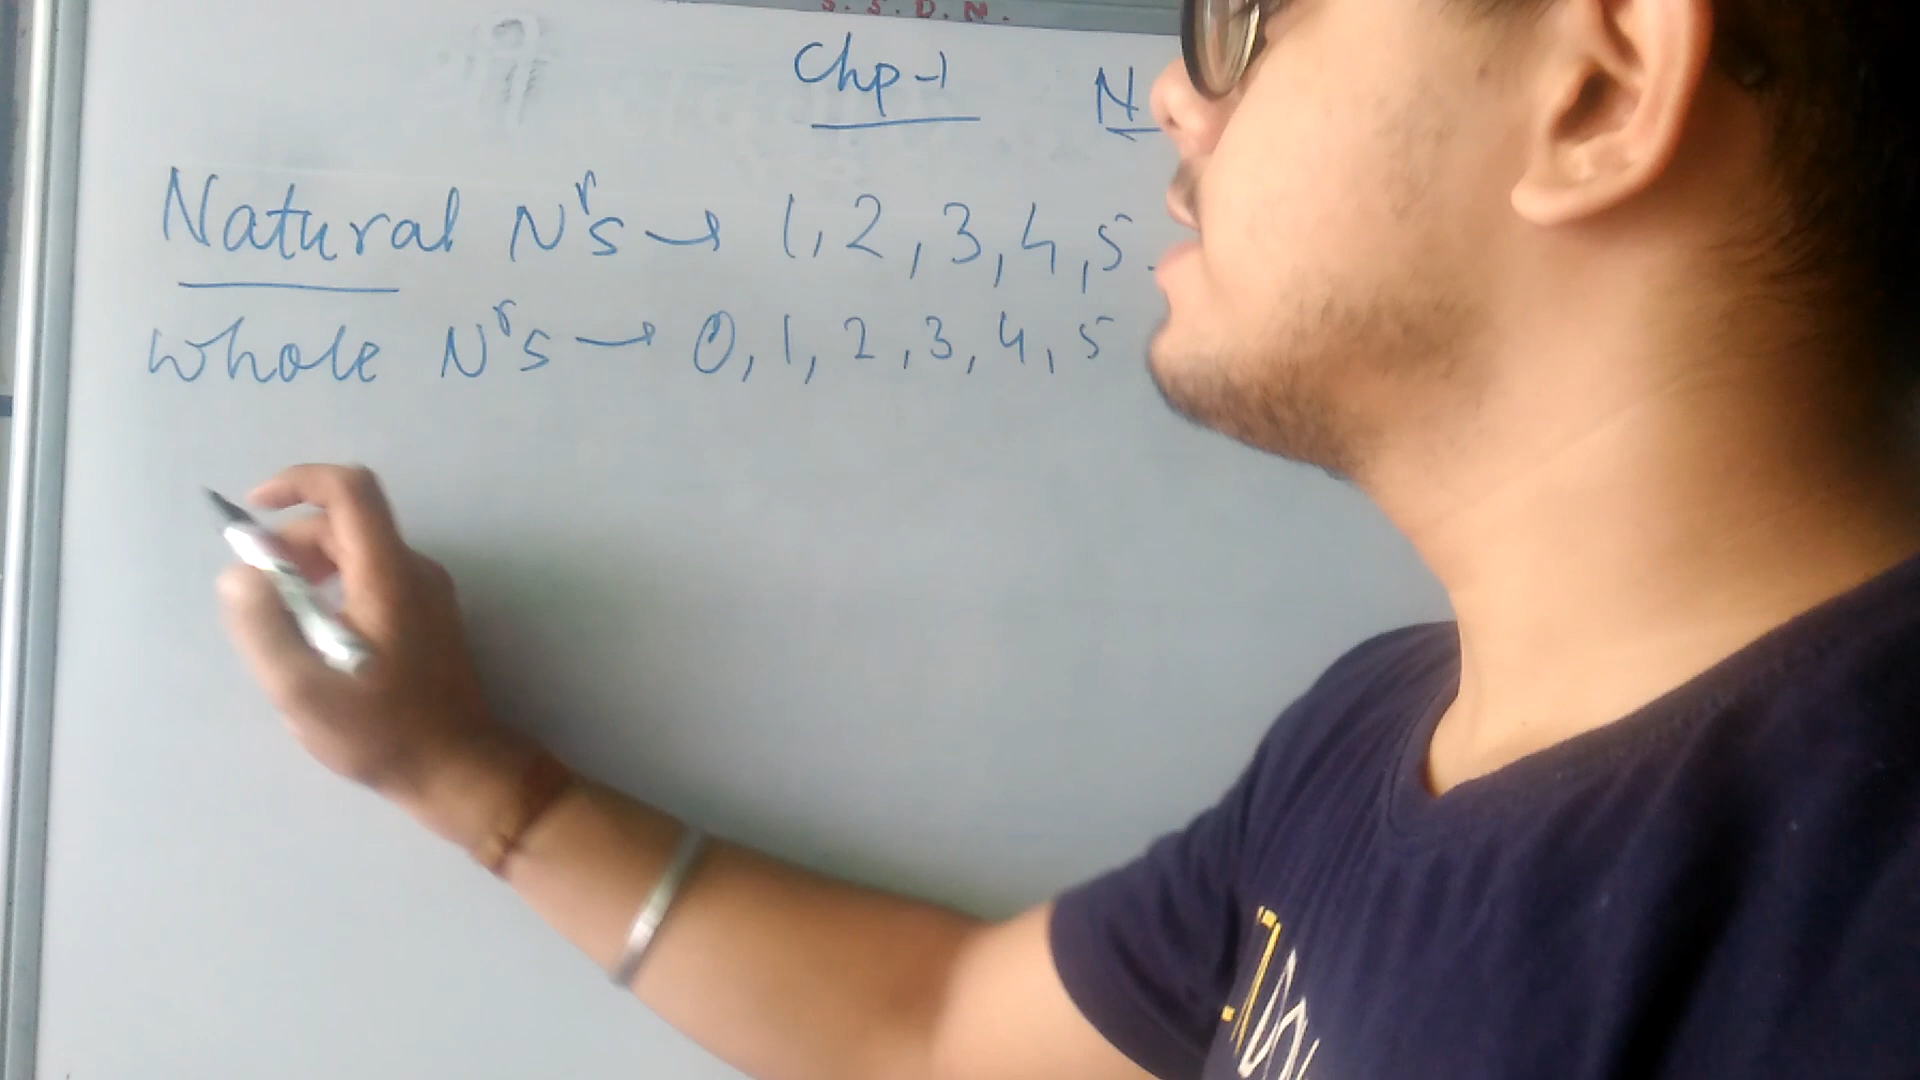 S. S. D. N.
Chp-1 N
Natural Nrs → 1, 2, 3, 4, 5.
whole Nrs → 0, 1, 2, 3, 4, 5